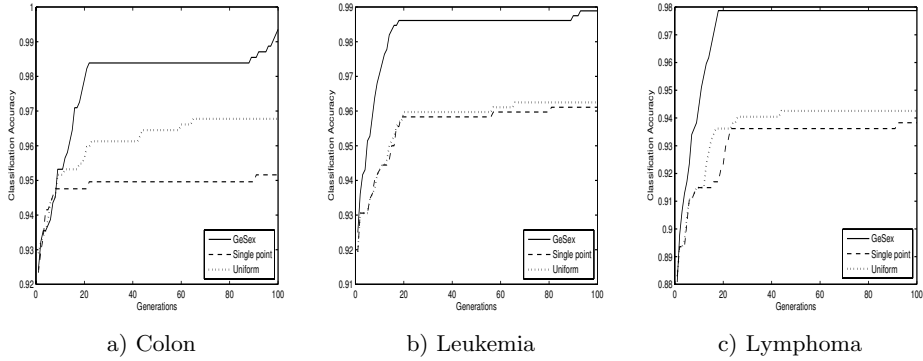 Classification Accuracy
1
0.99
0.98
0.97
0.96
0.95
0.94
0.93
0.92
0
20
40
60
80
100
Generations
GeSex
Single point
Uniform
a) Colon
Classification Accuracy
0.99
0.98
0.97
0.96
0.95
0.94
0.93
0.92
0.91
0
20
40
60
80
100
Generations
GeSex
Single point
Uniform
b) Leukemia
Classification Accuracy
0.98
0.97
0.96
0.95
0.94
0.93
0.92
0.91
0.9
0.89
0.88
0
20
40
60
80
100
Generations
GeSex
Single point
Uniform
c) Lymphoma